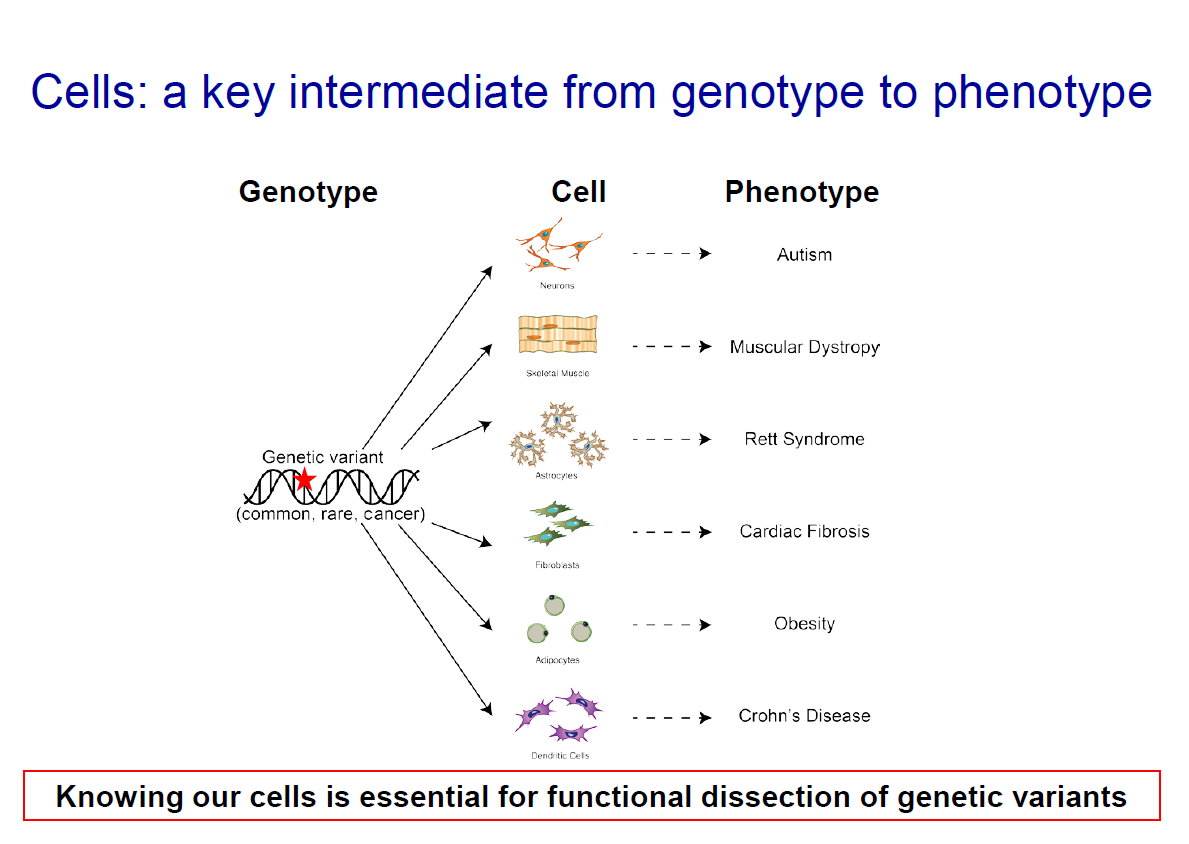 Cells: a key intermediate from genotype to phenotype
Genotype
Cell
Phenotype
Neurons
Autism
Skeletal Muscle
Muscular Dystropy
Astrocytes
Rett Syndrome
Genetic variant
(common, rare, cancer)
Fibroblasts
Cardiac Fibrosis
Adipocytes
Obesity
Dendritic Cells
Crohn's Disease
Knowing our cells is essential for functional dissection of genetic variants